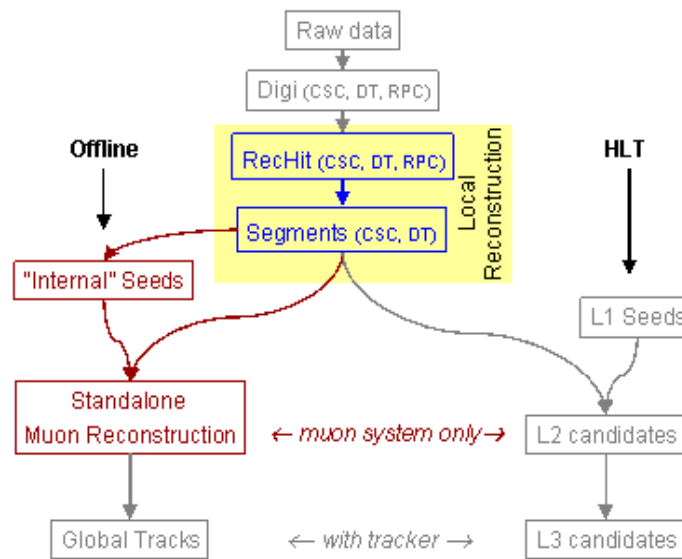 Raw data
Digi (CSC, DT, RPC)
Offline
RecHit (CSC, DT, RPC)
HLT
Local
Reconstruction
Segments (CSC, DT)
"Internal" Seeds
L1 Seeds
Standalone
Muon Reconstruction
← muon system only→
L2 candidates
Global Tracks
← with tracker →
L3 candidates